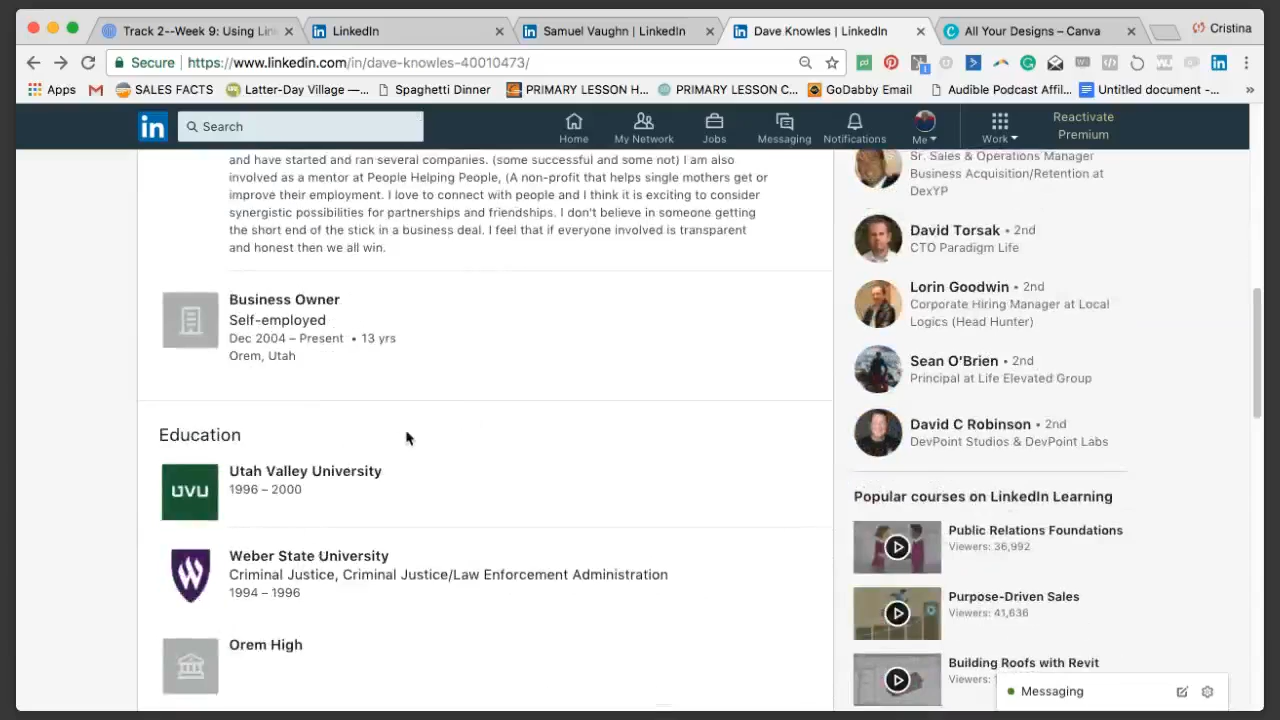 Track 2--Week 9: Using Lin
LinkedIn
Samuel Vaughn | LinkedIn
Dave Knowles | LinkedIn
All Your Designs – Canva
Cristina
Secure
https://www.linkedin.com/in/dave-knowles-40010473/
Apps
SALES FACTS
Latter-Day Village —...
Spaghetti Dinner
PRIMARY LESSON H...
PRIMARY LESSON C...
GoDabby Email
Audible Podcast Affil...
Untitled document -...
»
in
Search
Home
My Network
Jobs
Messaging
Notifications
Me
Work
Reactivate
Premium
and have started and ran several companies. (some successful and some not) I am also
involved as a mentor at People Helping People, (A non-profit that helps single mothers get or
improve their employment. I love to connect with people and I think it is exciting to consider
synergistic possibilities for partnerships and friendships. I don't believe in someone getting
the short end of the stick in a business deal. I feel that if everyone involved is transparent
and honest then we all win.
Business Owner
Self-employed
Dec 2004 – Present • 13 yrs
Orem, Utah
Education
UVU
Utah Valley University
1996 – 2000
Weber State University
Criminal Justice, Criminal Justice/Law Enforcement Administration
1994 – 1996
Orem High
Sr. Sales & Operations Manager
Business Acquisition/Retention at
DexYP
David Torsak • 2nd
CTO Paradigm Life
Lorin Goodwin • 2nd
Corporate Hiring Manager at Local
Logics (Head Hunter)
Sean O'Brien • 2nd
Principal at Life Elevated Group
David C Robinson • 2nd
DevPoint Studios & DevPoint Labs
Popular courses on LinkedIn Learning
Public Relations Foundations
Viewers: 36,992
Purpose-Driven Sales
Viewers: 41,636
Building Roofs with Revit
Viewers:
Messaging